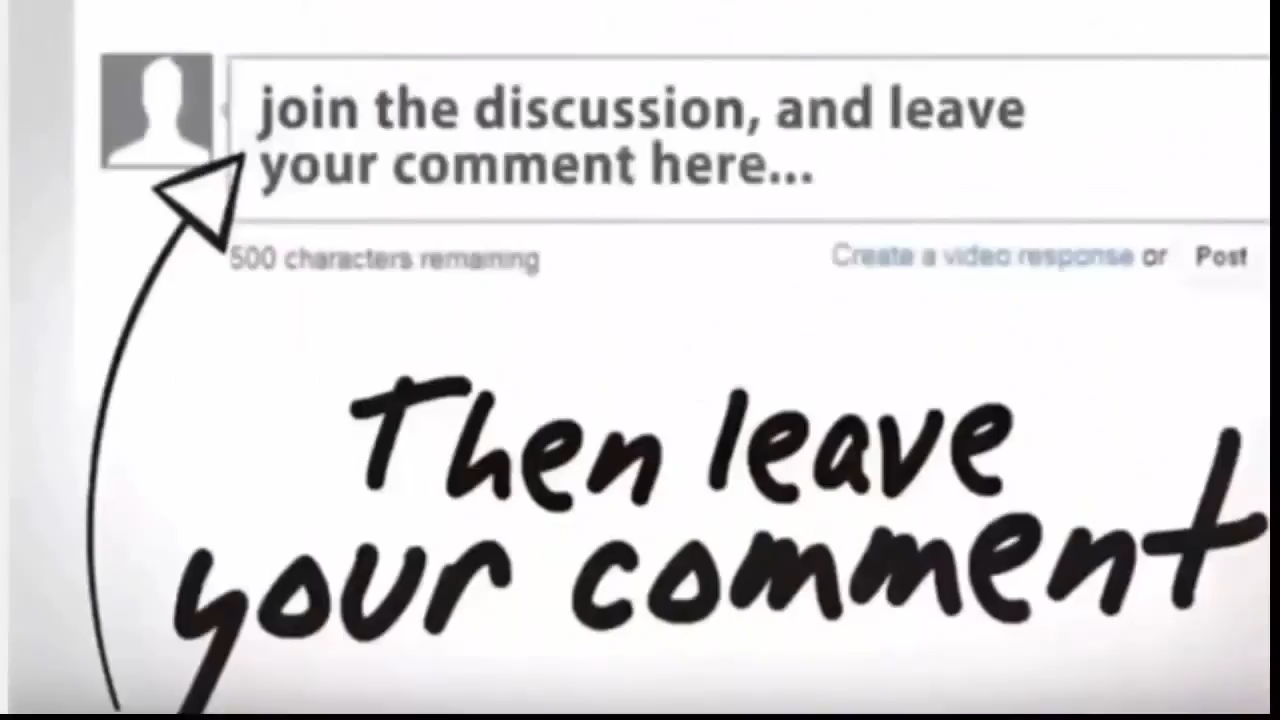 join the discussion, and leave
your comment here...
500 characters remaining
Create a video response or Post
Then leave
your comment